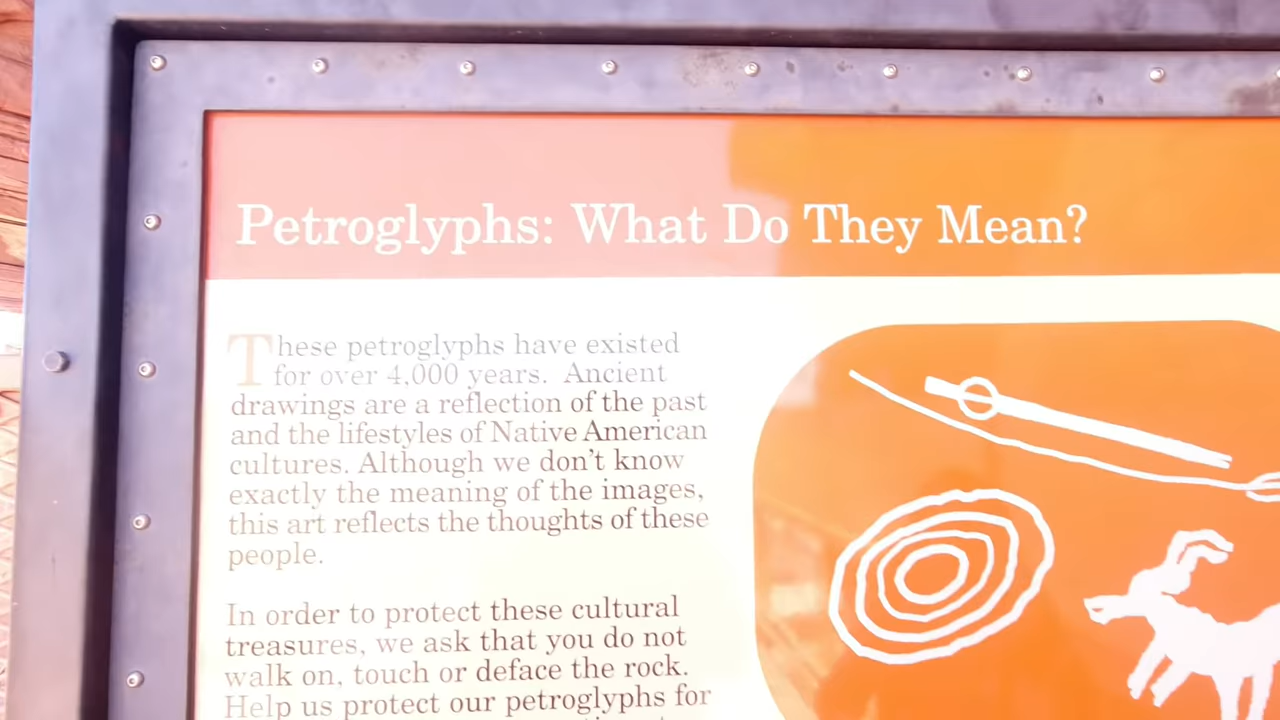 Petroglyphs: What Do They Mean?
These petroglyphs have existed
for over 4,000 years. Ancient
drawings are a reflection of the past
and the lifestyles of Native American
cultures. Although we don't know
exactly the meaning of the images,
this art reflects the thoughts of these
people.
In order to protect these cultural
treasures, we ask that you do not
walk on, touch or deface the rock.
Help us protect our petroglyphs for